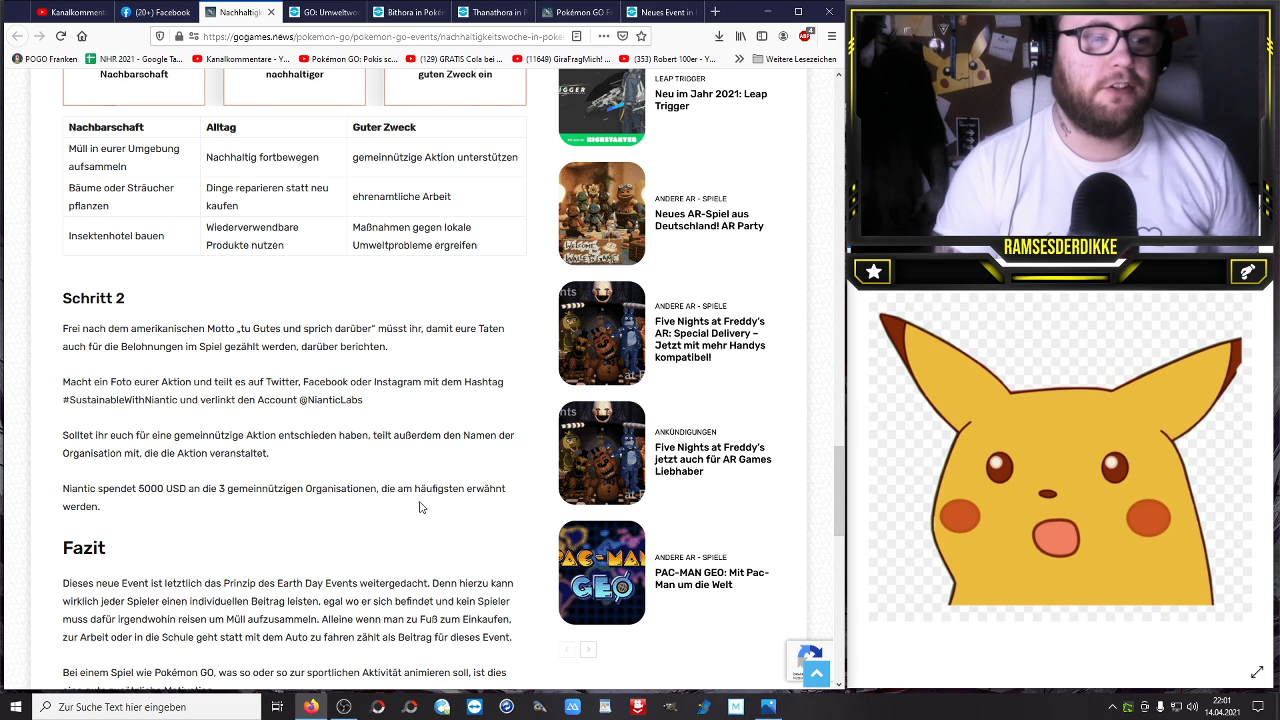 Kanalkommentare
(20+) Facebook
Nachhaltigk
GO: Umweltwo
Bithora in Pok
Panzathora in P
Pokémon GO Fe
Neues Event in
https://gogames.news/pokemon-go/pokemon-go-events/nachhaltigkeitswoche-in-poke
POGO Franken
NHR 2021 - Google T...
Kanalkommentare - Y...
Pokémon GO: Pokis sc...
(129) GRATIS Cola bei ...
(11649) GiraFregMich! ...
(353) Robert 100er - Y...
Weitere Lesezeichen
Nachbarschaft
nachhaltiger
guten Zweck ein
Nachbarschaft
Alltag
Guter Zweck
Müll in eurer Umgebung
aufsammeln
Nachhaltig fortbewegen
gemeinnützige Aktion unterstützen
Bäume oder Sträucher
pflanzen
Dinge reparieren statt neu
kaufen
ehrenamtliche Arbeit
Insektenhotel bauen
Wiederverwendbare
Produkte nutzen
Maßnahmen gegen lokale
Umweltprobleme ergreifen
Schritt 2
Frei nach dem amerikanischen Motto „tu Gutes und sprich darüber“ müsst ihr, damit eure Taten
auch für die Belohnungen im Spiel gezählt werden, darüber berichten.
Macht ein Foto eurer Aktion und teilt es auf Twitter, Facebook oder Instagram mit dem Hashtag
#SustainableWithNiantic und verlinkt den Account @NianticLabs
Solltet ihr euch für eine gemeinnützige Aktion entschieden haben, teilt außerdem den Namen der
Organisation mit, die die Aktion veranstaltet.
Niantic spendet 5000 USD an die 3 gemeinnützigen Organisationen, die am häufigsten erwähnt
werden.
Fazit
Dieses neue Event ist letztlich das Prinzip des Earth Day Events weitergedacht. Denn hierzu kann
wirklich jeder Spieler einen individuellen Beitrag leisten, egal wo er sich befindet und kein Spieler
muss dafür irgendwohin reisen um Müll aufzusammeln. Alleine wenn man zu Fuß zum Einkaufen,
zur Arbeit oder in die Schule geht statt mit dem Auto zu fahren zählt als Beitrag für dieses Event.
Bei einem Spiel wie Pokémon GO, was so oder so zur sportlichen Aktivität animieren soll, ist dies
KICKSTARTER
LEAP TRIGGER
Neu im Jahr 2021: Leap
Trigger
ANDERE AR - SPIELE
Neues AR-Spiel aus
Deutschland! AR Party
ANDERE AR - SPIELE
Five Nights at Freddy's
AR: Special Delivery –
Jetzt mit mehr Handys
kompatibel!
ANKÜNDIGUNGEN
Five Nights at Freddy's
jetzt auch für AR Games
Liebhaber
PAC-MAN
GEO
ANDERE AR - SPIELE
PAC-MAN GEO: Mit Pac-
Man um die Welt
RAMSESDERDIKKE
Zur Suche Text hier eingeben
22:01
14.04.2021